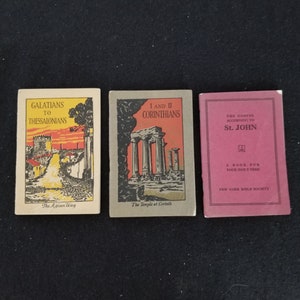 GALATIANS
TO
THESSALONIANS
The Appian Way
I AND II
CORINTHIANS
The Temple at Corinth
THE GOSPEL
ACCORDING TO
St. JOHN
A BOOK FOR
NEW YORK BIBLE SOCIETY